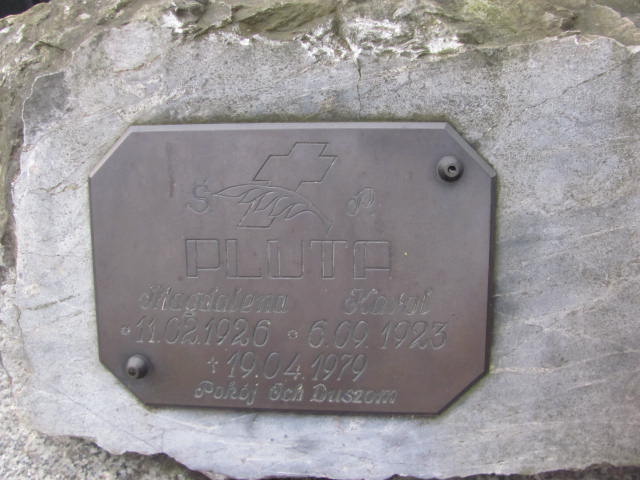 Ś P
PLUTA
Magdalena Karol
* 11.02.1926 * 6.09.1923
+ 19.04.1979
Pokój Ich Duszom